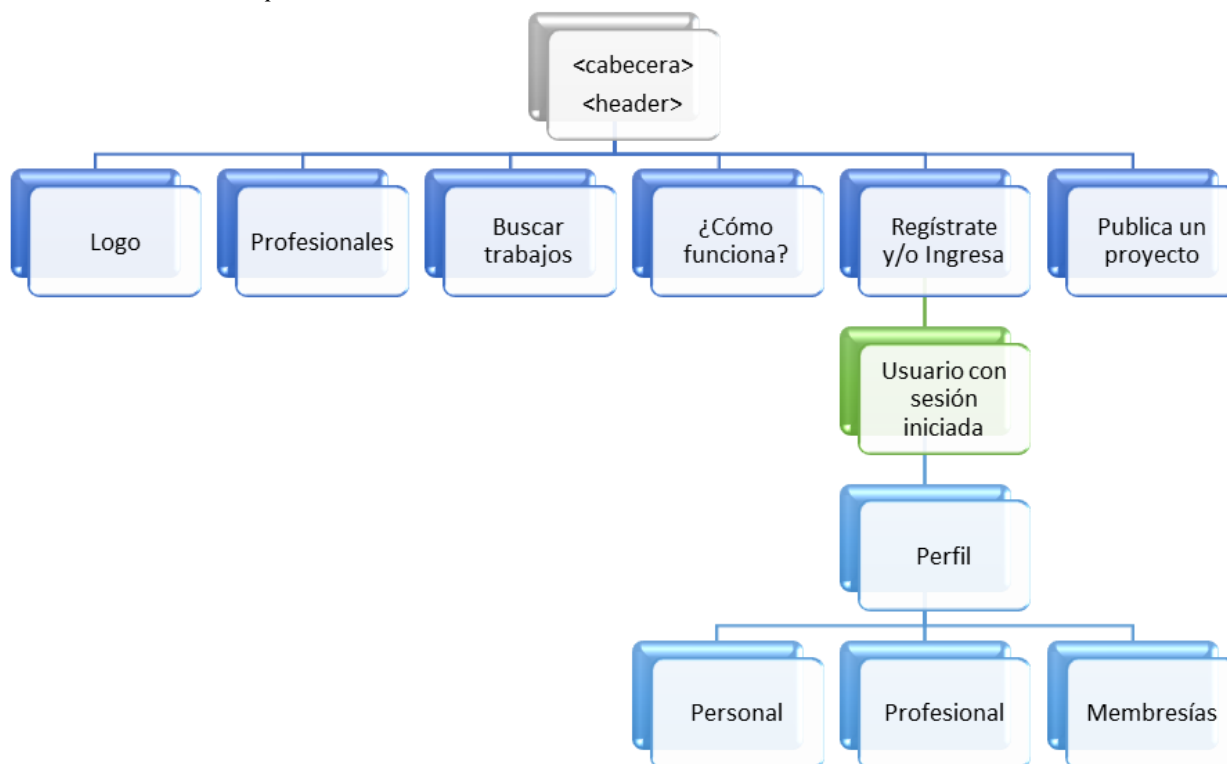 <cabecera>
<header>
Logo
Profesionales
Buscar
trabajos
¿Cómo
funciona?
Regístrate
y/o Ingresa
Publica un
proyecto
Usuario con
sesión
iniciada
Perfil
Personal
Profesional
Membresías